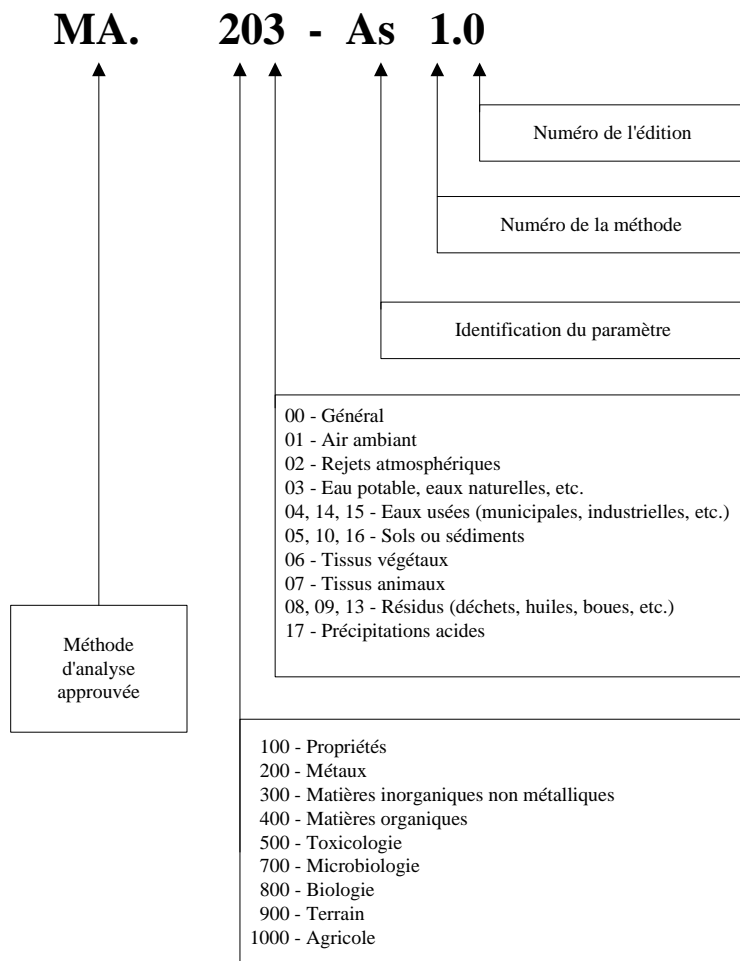 MA. 203 - As 1.0
Numéro de l'édition
Numéro de la méthode
Identification du paramètre
00 - Général
01 - Air ambiant
02 - Rejets atmosphériques
03 - Eau potable, eaux naturelles, etc.
04, 14, 15 - Eaux usées (municipales, industrielles, etc.)
05, 10, 16 - Sols ou sédiments
06 - Tissus végétaux
07 - Tissus animaux
08, 09, 13 - Résidus (déchets, huiles, boues, etc.)
17 - Précipitations acides
Méthode
d'analyse
approuvée
100 - Propriétés
200 - Métaux
300 - Matières inorganiques non métalliques
400 - Matières organiques
500 - Toxicologie
700 - Microbiologie
800 - Biologie
900 - Terrain
1000 - Agricole